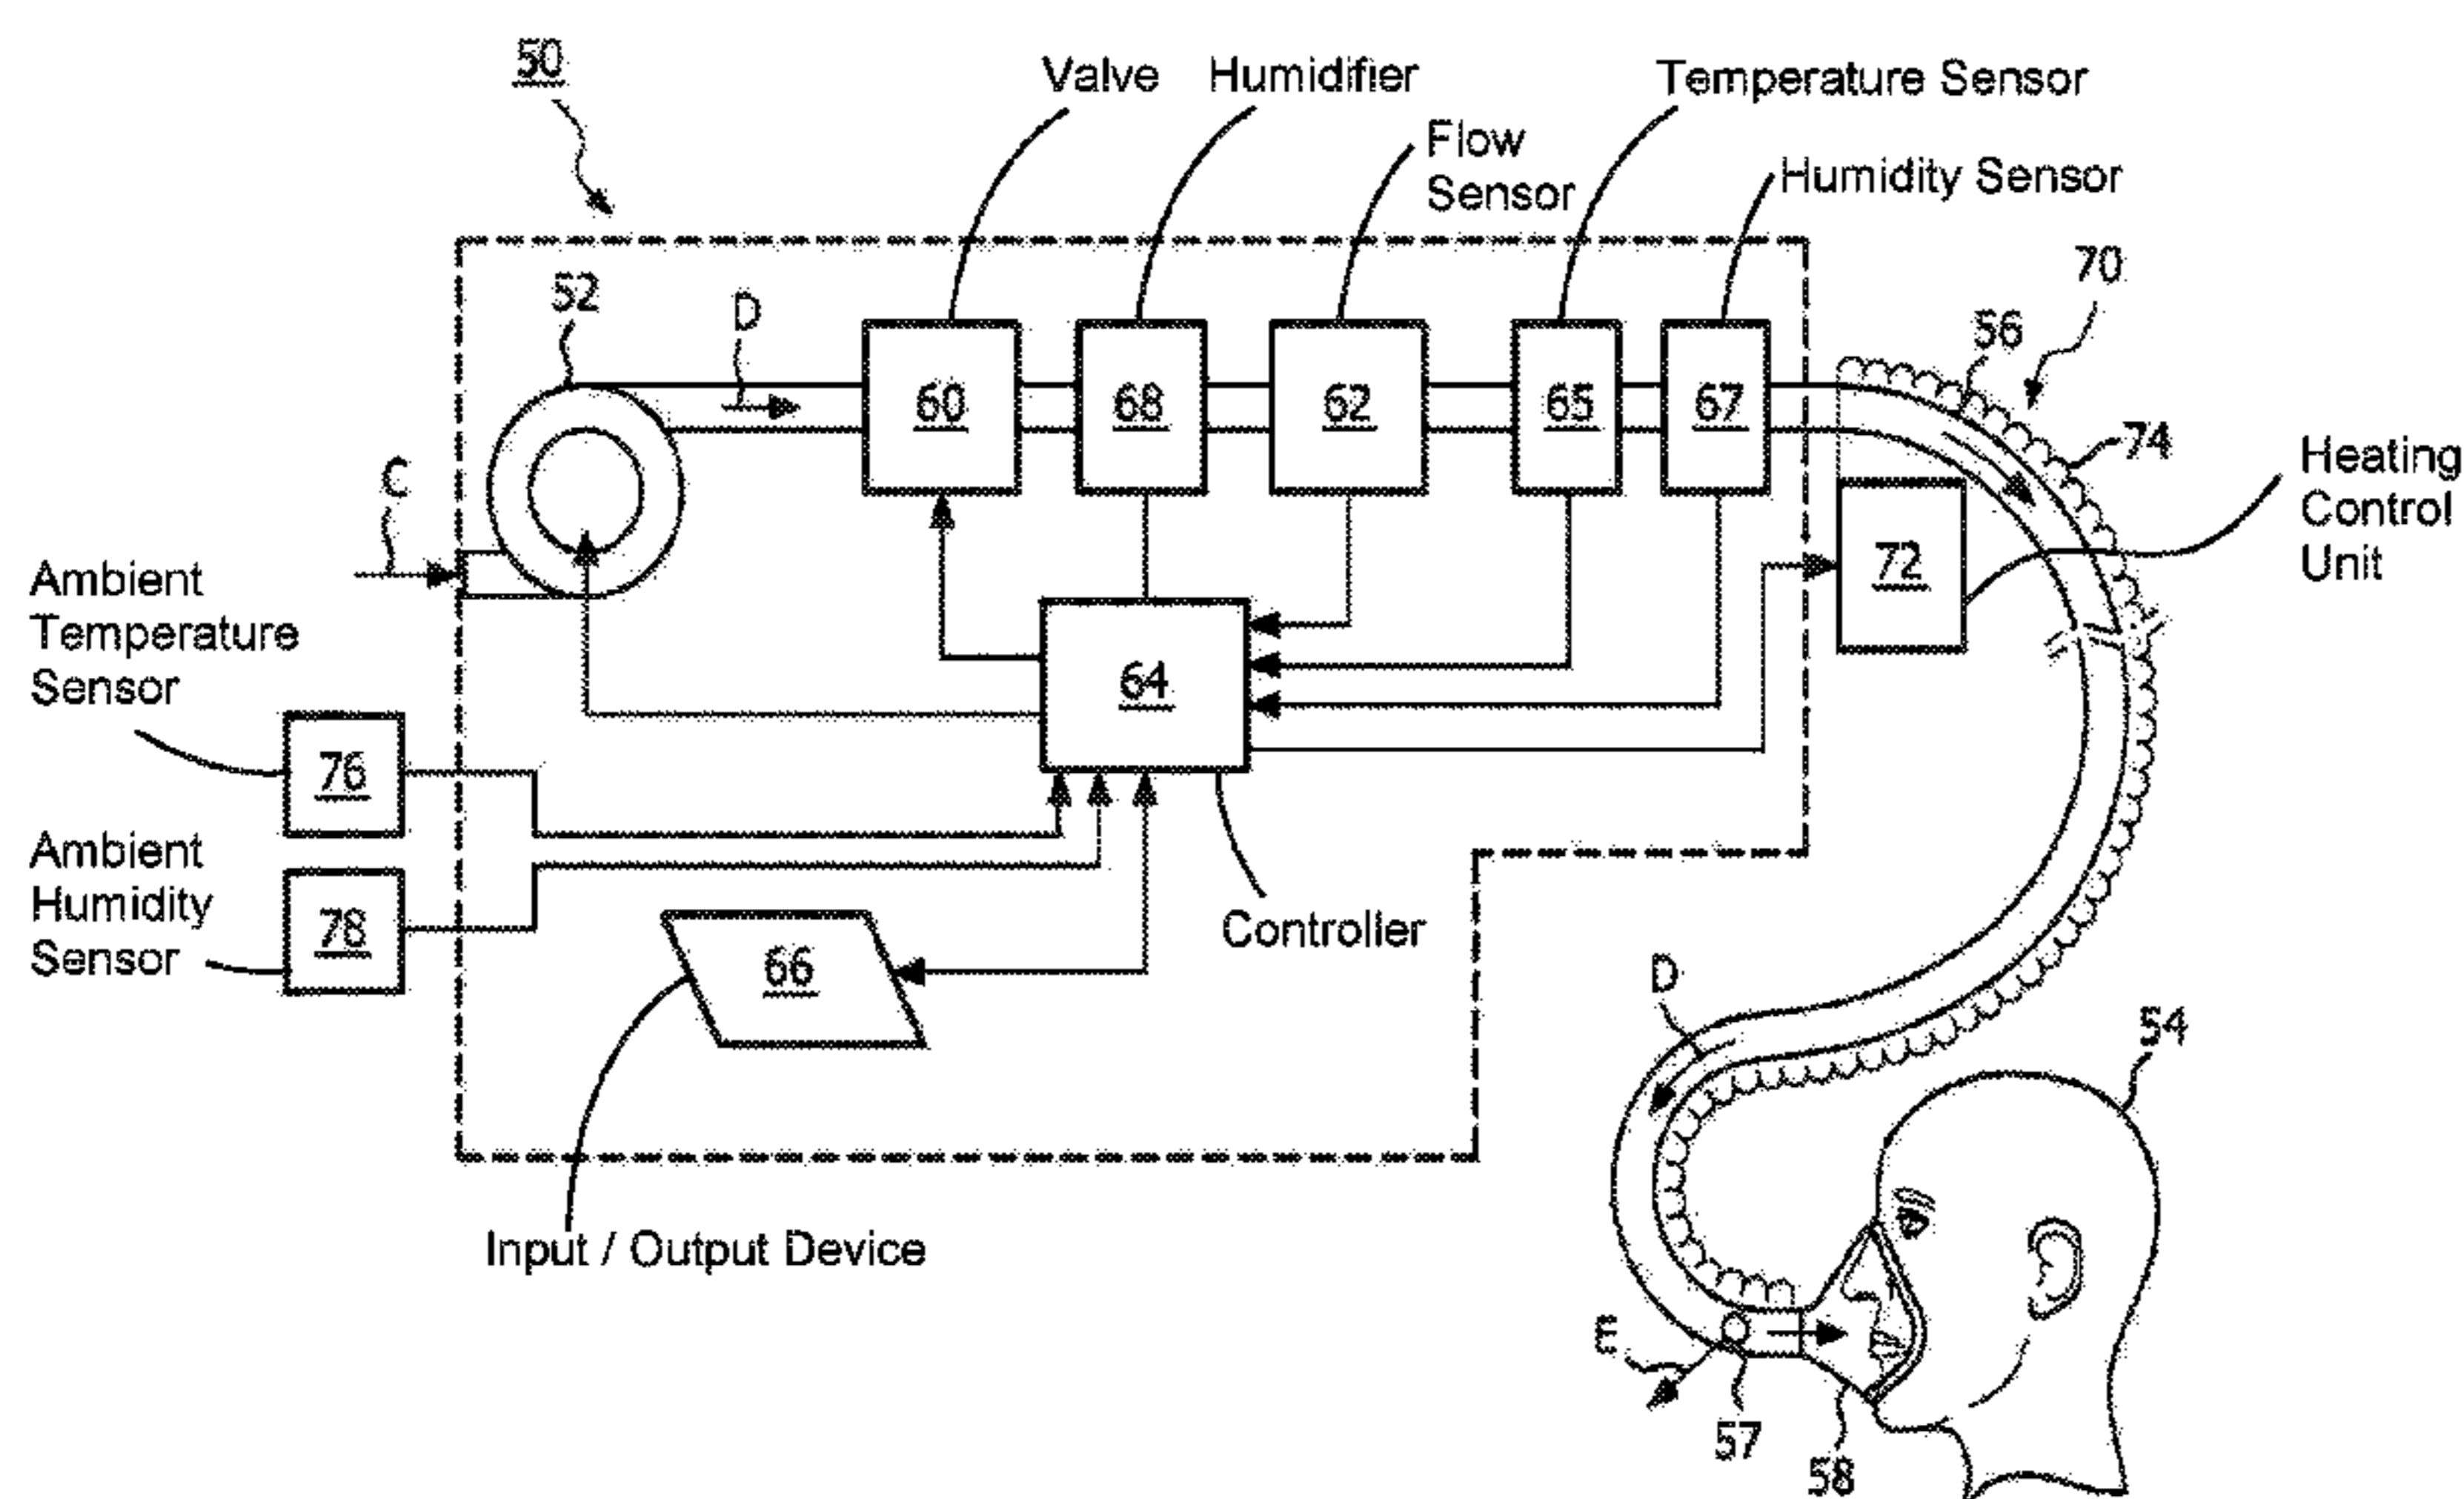 50
Valve
Humidifier
Temperature Sensor
Flow
Sensor
Humidity Sensor
70
52
D
56
60
68
62
65
67
74
C
Heating
Control
Unit
72
Ambient
Temperature
Sensor
64
76
Ambient
Humidity
Sensor
78
Controller
66
D
54
Input / Output Device
E
57
58